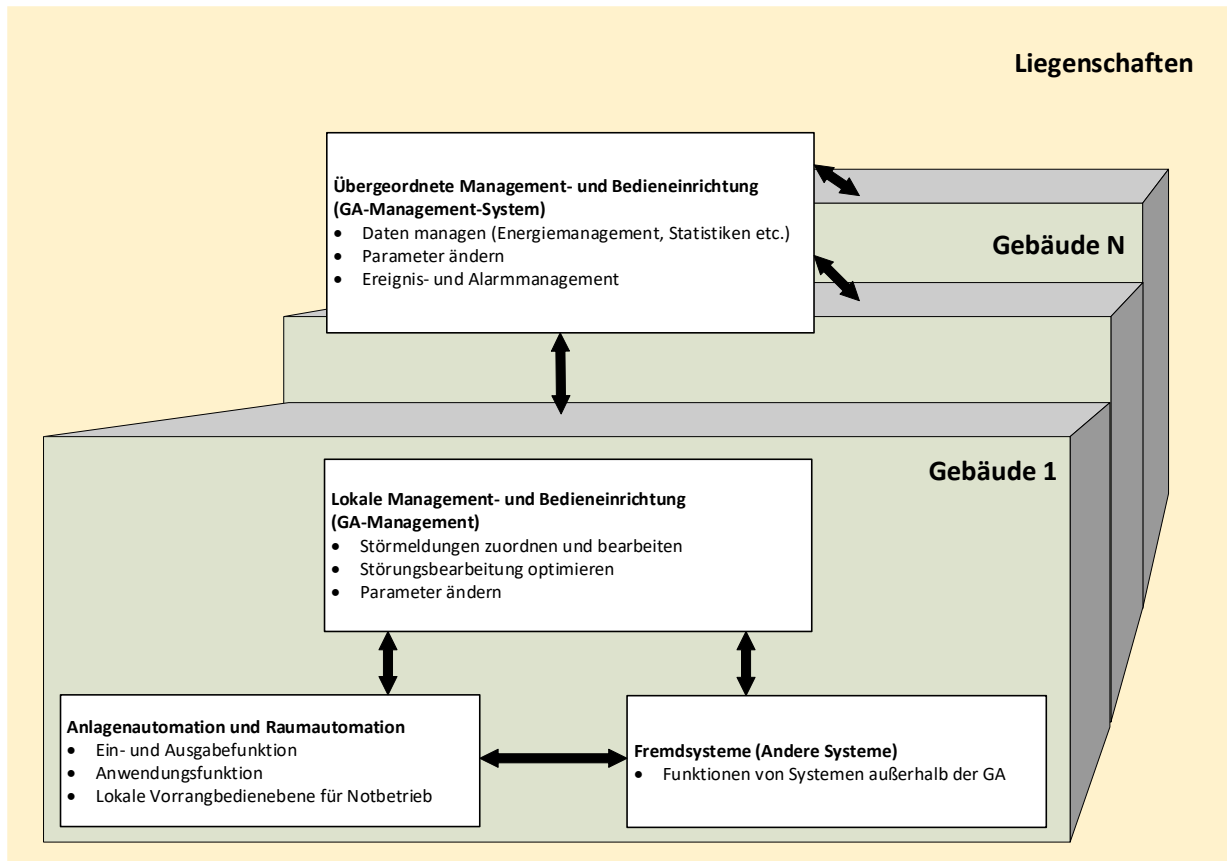 Liegenschaften
Übergeordnete Management- und Bedieneinrichtung
(GA-Management-System)
• Daten managen (Energiemanagement, Statistiken etc.)
• Parameter ändern
• Ereignis- und Alarmmanagement
Gebäude N
Gebäude 1
Lokale Management- und Bedieneinrichtung
(GA-Management)
• Störmeldungen zuordnen und bearbeiten
• Störungsbearbeitung optimieren
• Parameter ändern
Anlagenautomation und Raumautomation
• Ein- und Ausgabefunktion
• Anwendungsfunktion
• Lokale Vorrangbedienebene für Notbetrieb
Fremdsysteme (Andere Systeme)
• Funktionen von Systemen außerhalb der GA